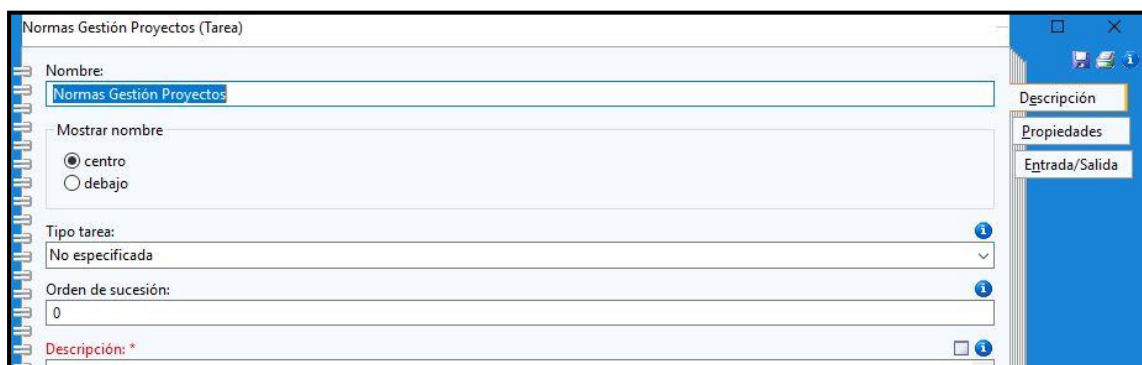 Normas Gestión Proyectos (Tarea)
Nombre:
Normas Gestión Proyectos
Descripción
Mostrar nombre
Propiedades
centro
Entrada/Salida
debajo
Tipo tarea:
No especificada
Orden de sucesión:
0
Descripción: *